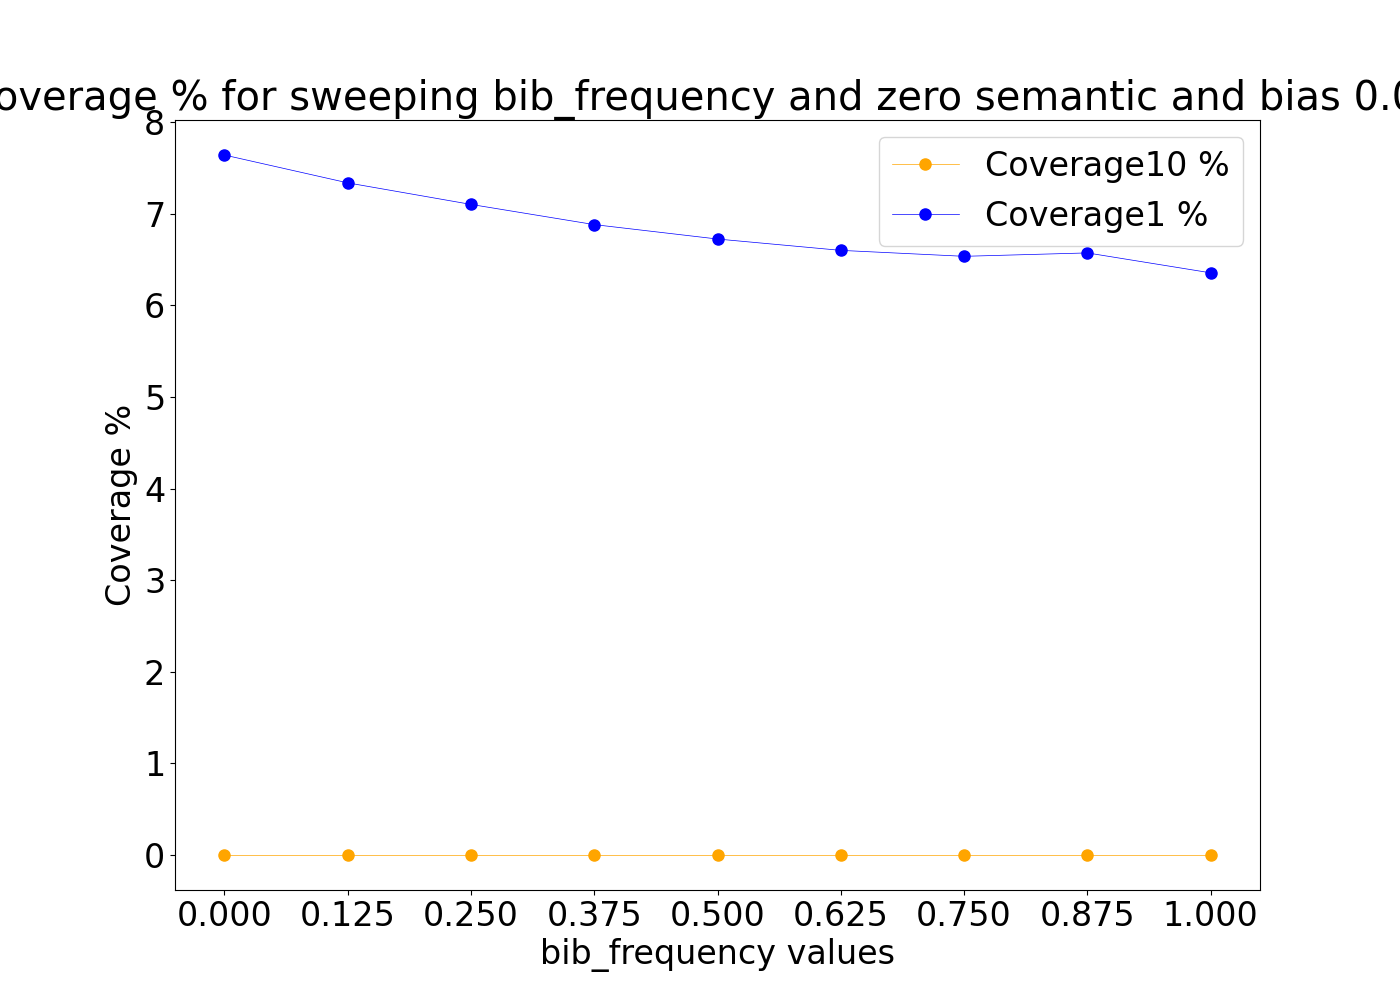 overage % for sweeping bib_frequency and zero semantic and bias 0.0
Coverage10 %
Coverage1 %
Coverage %
8
7
6
5
4
3
2
1
0
0.000 0.125 0.250 0.375 0.500 0.625 0.750 0.875 1.000
bib_frequency values